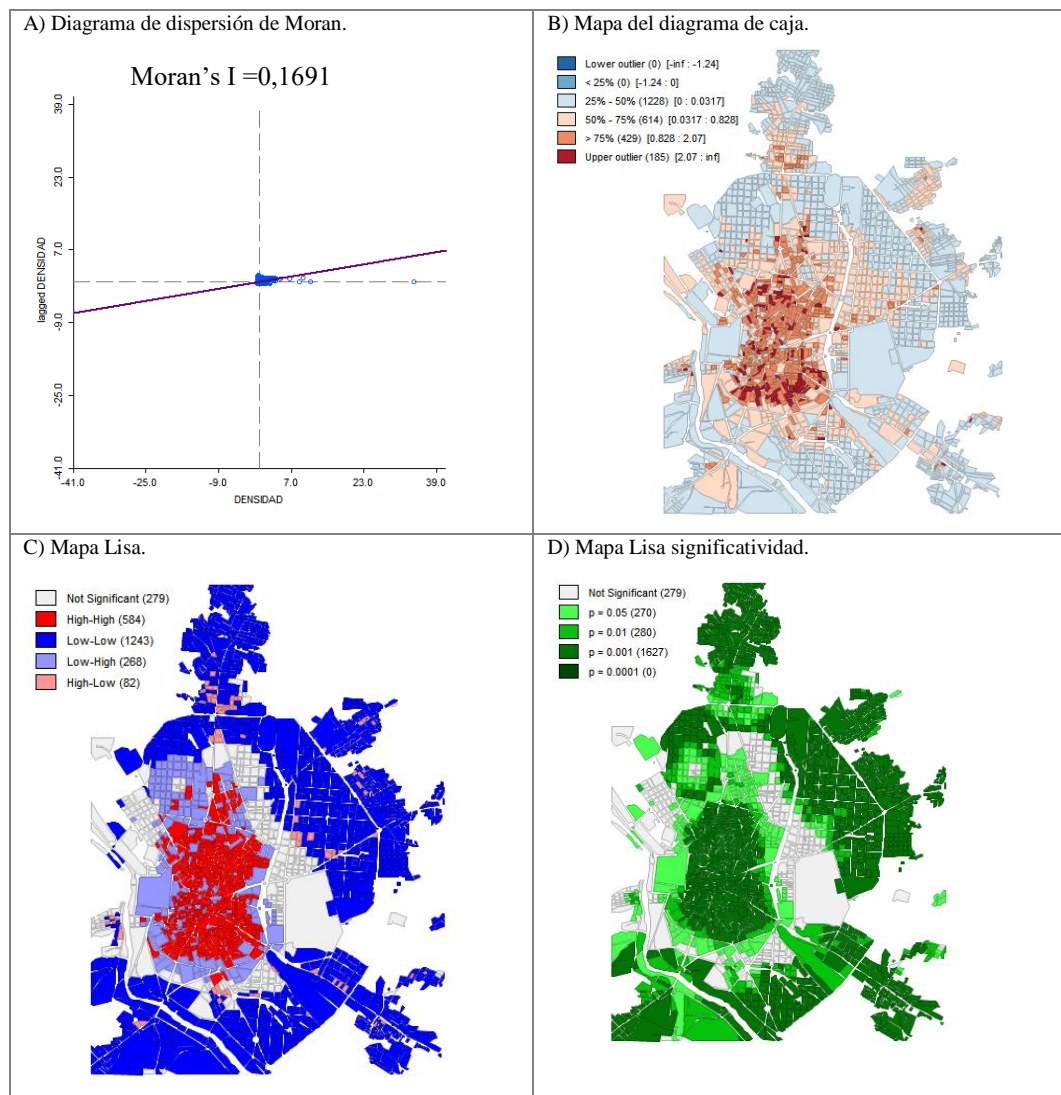 A) Diagrama de dispersión de Moran.
Moran's I =0,1691
39.0
23.0
7.0
-9.0
-25.0
-41.0
lagged DENSIDAD
-41.0 -25.0 -9.0 7.0 23.0 39.0
DENSIDAD
B) Mapa del diagrama de caja.
Lower outlier (0) [-inf : -1.24]
< 25% (0) [-1.24 : 0]
25% - 50% (1228) [0 : 0.0317]
50% - 75% (614) [0.0317 : 0.828]
> 75% (429) [0.828 : 2.07]
Upper outlier (185) [2.07 : inf]
C) Mapa Lisa.
Not Significant (279)
High-High (584)
Low-Low (1243)
Low-High (268)
High-Low (82)
D) Mapa Lisa significatividad.
Not Significant (279)
p = 0.05 (270)
p = 0.01 (280)
p = 0.001 (1627)
p = 0.0001 (0)